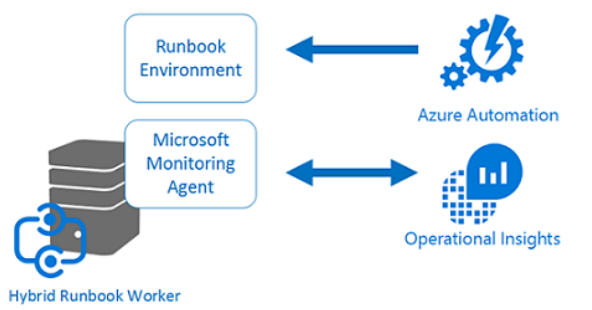 Runbook
Environment
Azure Automation
Microsoft
Monitoring
Agent
Operational Insights
Hybrid Runbook Worker